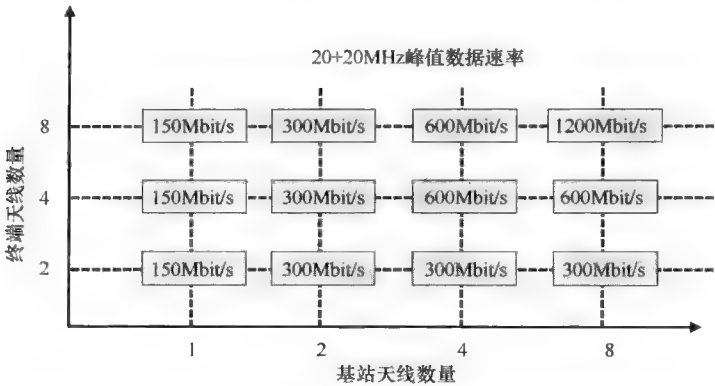 20+20MHz峰值数据速率
终端天线数量
8 150Mbit/s 300Mbit/s 600Mbit/s 1200Mbit/s
4 150Mbit/s 300Mbit/s 600Mbit/s 600Mbit/s
2 150Mbit/s 300Mbit/s 300Mbit/s 300Mbit/s
1 2 4 8
基站天线数量